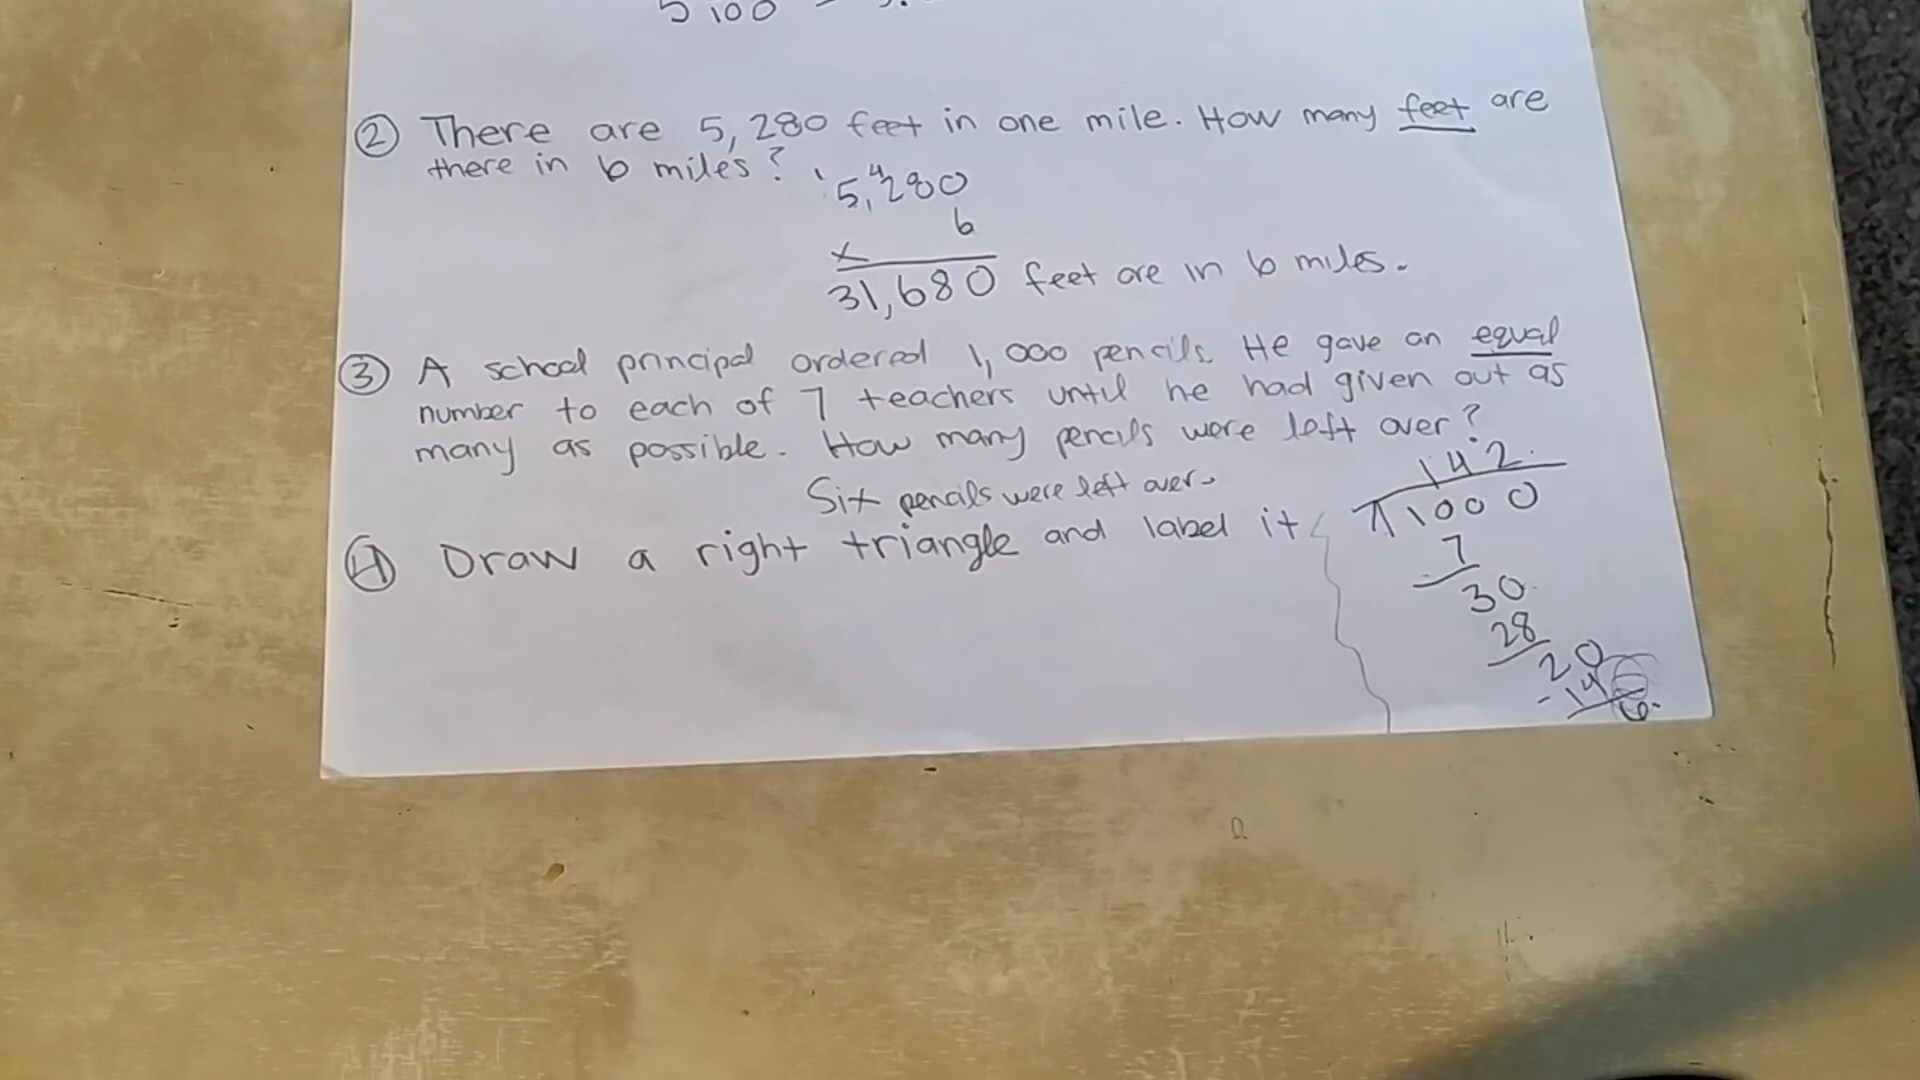 5 100
② There are 5,280 feet in one mile. How many feet are
there in 6 miles?
1 4
5,280
x 6
31,680 feet are in 6 miles.
③ A school principal ordered 1,000 pencils. He gave an equal
number to each of 7 teachers until he had given out as
many as possible. How many pencils were left over?
Six pencils were left over.
142
7 1000
7
30
28
20
- 14
6
④ Draw a right triangle and label it